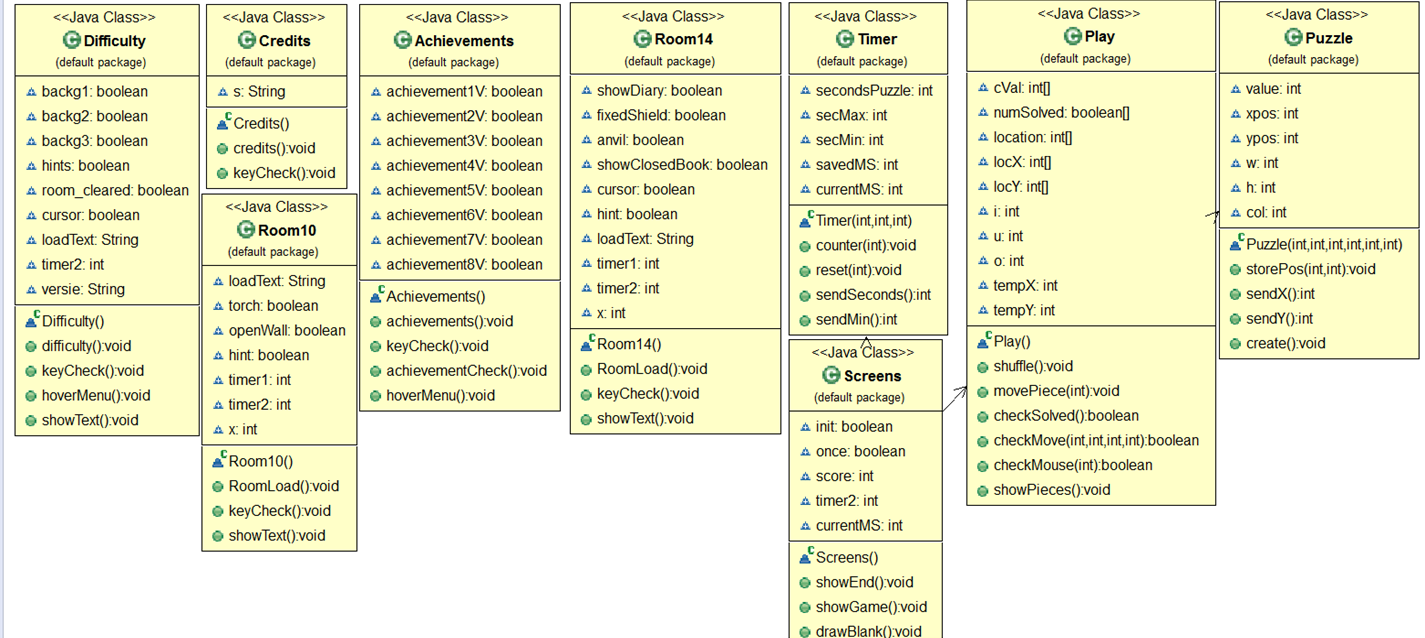 <<Java Class>>
Difficulty
(default package)
backg1: boolean
backg2: boolean
backg3: boolean
hints: boolean
room_cleared: boolean
cursor: boolean
loadText: String
timer2: int
versie: String
Difficulty()
difficulty():void
keyCheck():void
hoverMenu():void
showText():void
<<Java Class>>
Credits
(default package)
s: String
Credits()
credits():void
keyCheck():void
<<Java Class>>
Room10
(default package)
loadText: String
torch: boolean
openWall: boolean
hint: boolean
timer1: int
timer2: int
x: int
Room10()
RoomLoad():void
keyCheck():void
showText():void
<<Java Class>>
Achievements
(default package)
achievement1V: boolean
achievement2V: boolean
achievement3V: boolean
achievement4V: boolean
achievement5V: boolean
achievement6V: boolean
achievement7V: boolean
achievement8V: boolean
Achievements()
achievements():void
keyCheck():void
achievementCheck():void
hoverMenu():void
<<Java Class>>
Room14
(default package)
showDiary: boolean
fixedShield: boolean
anvil: boolean
showClosedBook: boolean
cursor: boolean
hint: boolean
loadText: String
timer1: int
timer2: int
x: int
Room14()
RoomLoad():void
keyCheck():void
showText():void
<<Java Class>>
Timer
(default package)
secondsPuzzle: int
secMax: int
secMin: int
savedMS: int
currentMS: int
Timer(int,int,int)
counter(int):void
reset(int):void
sendSeconds():int
sendMin():int
<<Java Class>>
Screens
(default package)
init: boolean
once: boolean
score: int
timer2: int
currentMS: int
Screens()
showEnd():void
showGame():void
drawBlank():void
<<Java Class>>
Play
(default package)
cVal: int[]
numSolved: boolean[]
location: int[]
locX: int[]
locY: int[]
i: int
u: int
o: int
tempX: int
tempY: int
Play()
shuffle():void
movePiece(int):void
checkSolved():boolean
checkMove(int,int,int,int):boolean
checkMouse(int):boolean
showPieces():void
<<Java Class>>
Puzzle
(default package)
value: int
xpos: int
ypos: int
w: int
h: int
col: int
Puzzle(int,int,int,int,int,int)
storePos(int,int):void
sendX():int
sendY():int
create():void